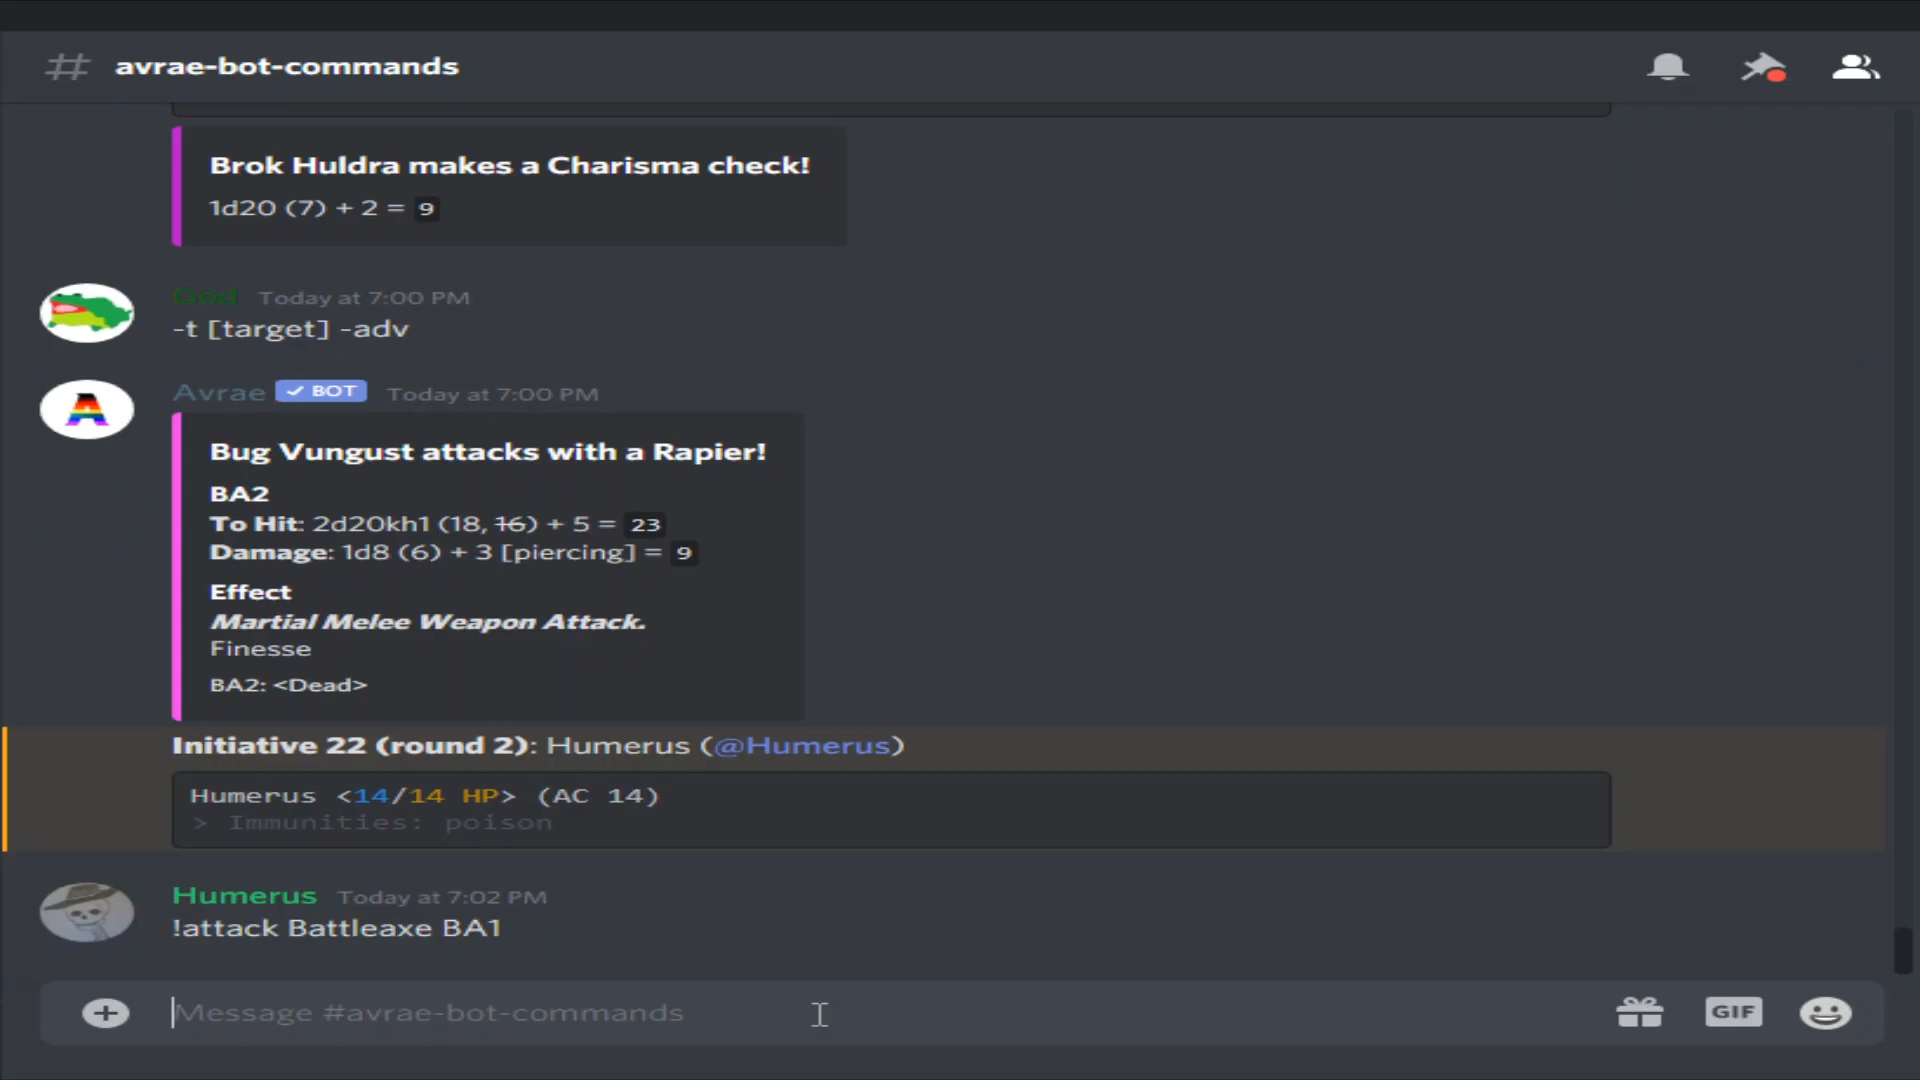 avrae-bot-commands
Brok Huldra makes a Charisma check!
1d20 (7) + 2 = 9
God Today at 7:00 PM
-t [target] -adv
Avrae BOT Today at 7:00 PM
Bug Vungust attacks with a Rapier!
BA2
To Hit: 2d20kh1 (18, 16) + 5 = 23
Damage: 1d8 (6) + 3 [piercing] = 9
Effect
Martial Melee Weapon Attack.
Finesse
BA2: <Dead>
Initiative 22 (round 2): Humerus (@Humerus)
Humerus <14/14 HP> (AC 14)
> Immunities: poison
Humerus Today at 7:02 PM
!attack Battleaxe BA1
Message #avrae-bot-commands
GIF